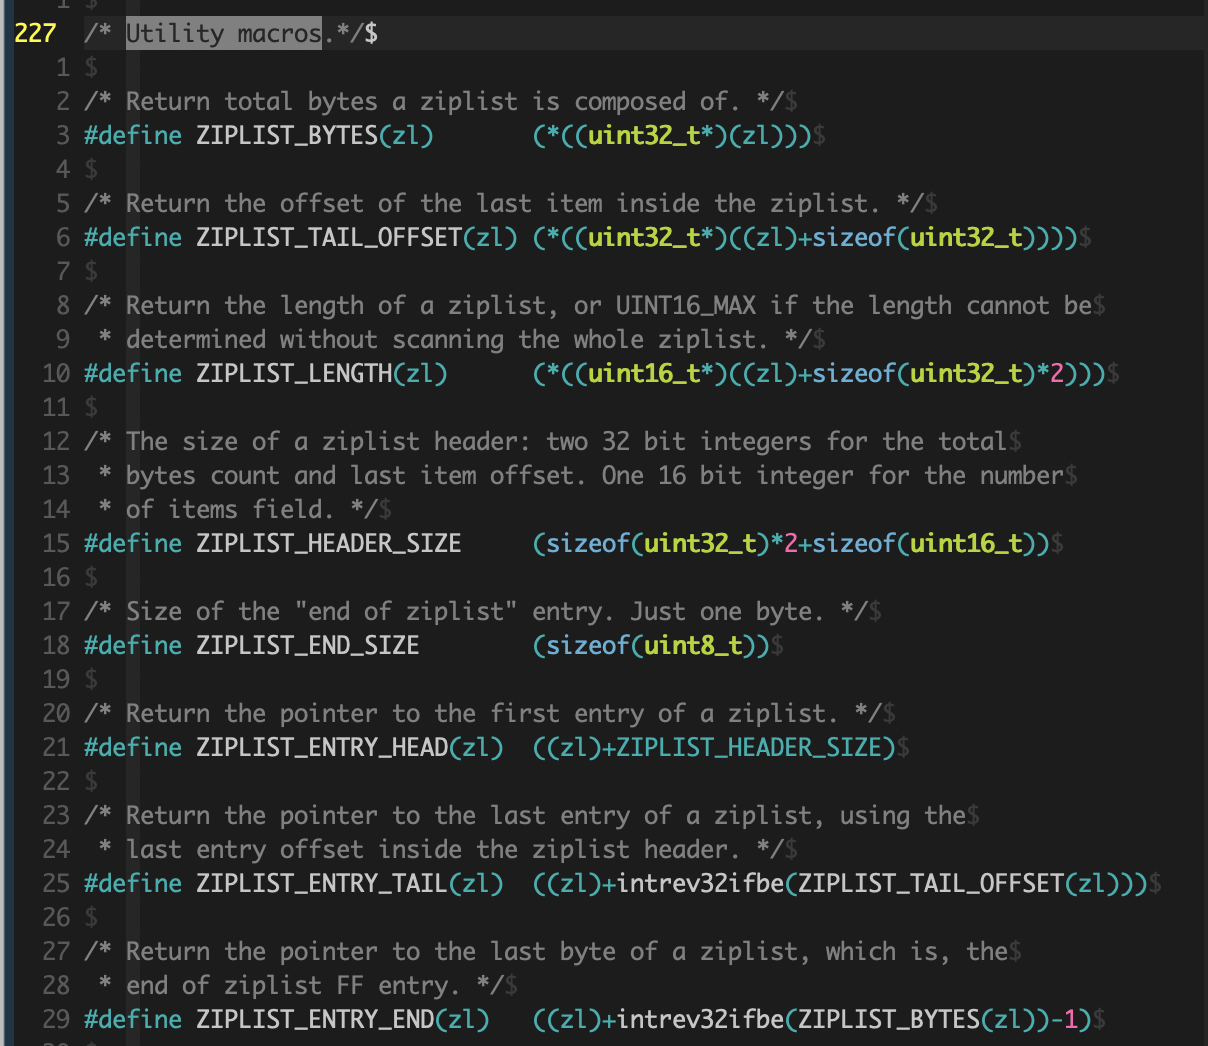 1 $
227 /* Utility macros.*/$
1 $
2 /* Return total bytes a ziplist is composed of. */$
3 #define ZIPLIST_BYTES(zl)       (*((uint32_t*)(zl)))$
4 $
5 /* Return the offset of the last item inside the ziplist. */$
6 #define ZIPLIST_TAIL_OFFSET(zl) (*((uint32_t*)((zl)+sizeof(uint32_t))))$
7 $
8 /* Return the length of a ziplist, or UINT16_MAX if the length cannot be$
9  * determined without scanning the whole ziplist. */$
10 #define ZIPLIST_LENGTH(zl)      (*((uint16_t*)((zl)+sizeof(uint32_t)*2)))$
11 $
12 /* The size of a ziplist header: two 32 bit integers for the total$
13  * bytes count and last item offset. One 16 bit integer for the number$
14  * of items field. */$
15 #define ZIPLIST_HEADER_SIZE     (sizeof(uint32_t)*2+sizeof(uint16_t))$
16 $
17 /* Size of the "end of ziplist" entry. Just one byte. */$
18 #define ZIPLIST_END_SIZE        (sizeof(uint8_t))$
19 $
20 /* Return the pointer to the first entry of a ziplist. */$
21 #define ZIPLIST_ENTRY_HEAD(zl)  ((zl)+ZIPLIST_HEADER_SIZE)$
22 $
23 /* Return the pointer to the last entry of a ziplist, using the$
24  * last entry offset inside the ziplist header. */$
25 #define ZIPLIST_ENTRY_TAIL(zl)  ((zl)+intrev32ifbe(ZIPLIST_TAIL_OFFSET(zl)))$
26 $
27 /* Return the pointer to the last byte of a ziplist, which is, the$
28  * end of ziplist FF entry. */$
29 #define ZIPLIST_ENTRY_END(zl)   ((zl)+intrev32ifbe(ZIPLIST_BYTES(zl))-1)$